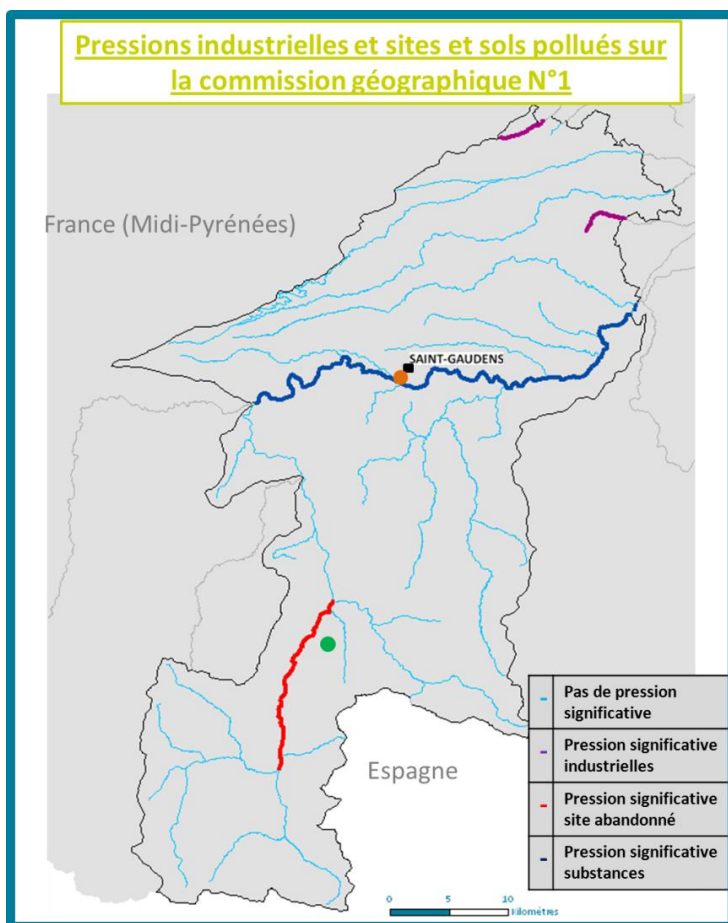 Pressions industrielles et sites et sols pollués sur
la commission géographique N°1
France (Midi-Pyrénées)
SAINT-GAUDENS
Espagne
Pas de pression
significative
Pression significative
industrielles
Pression significative
site abandonné
Pression significative
substances
0 5 10
Kilomètres